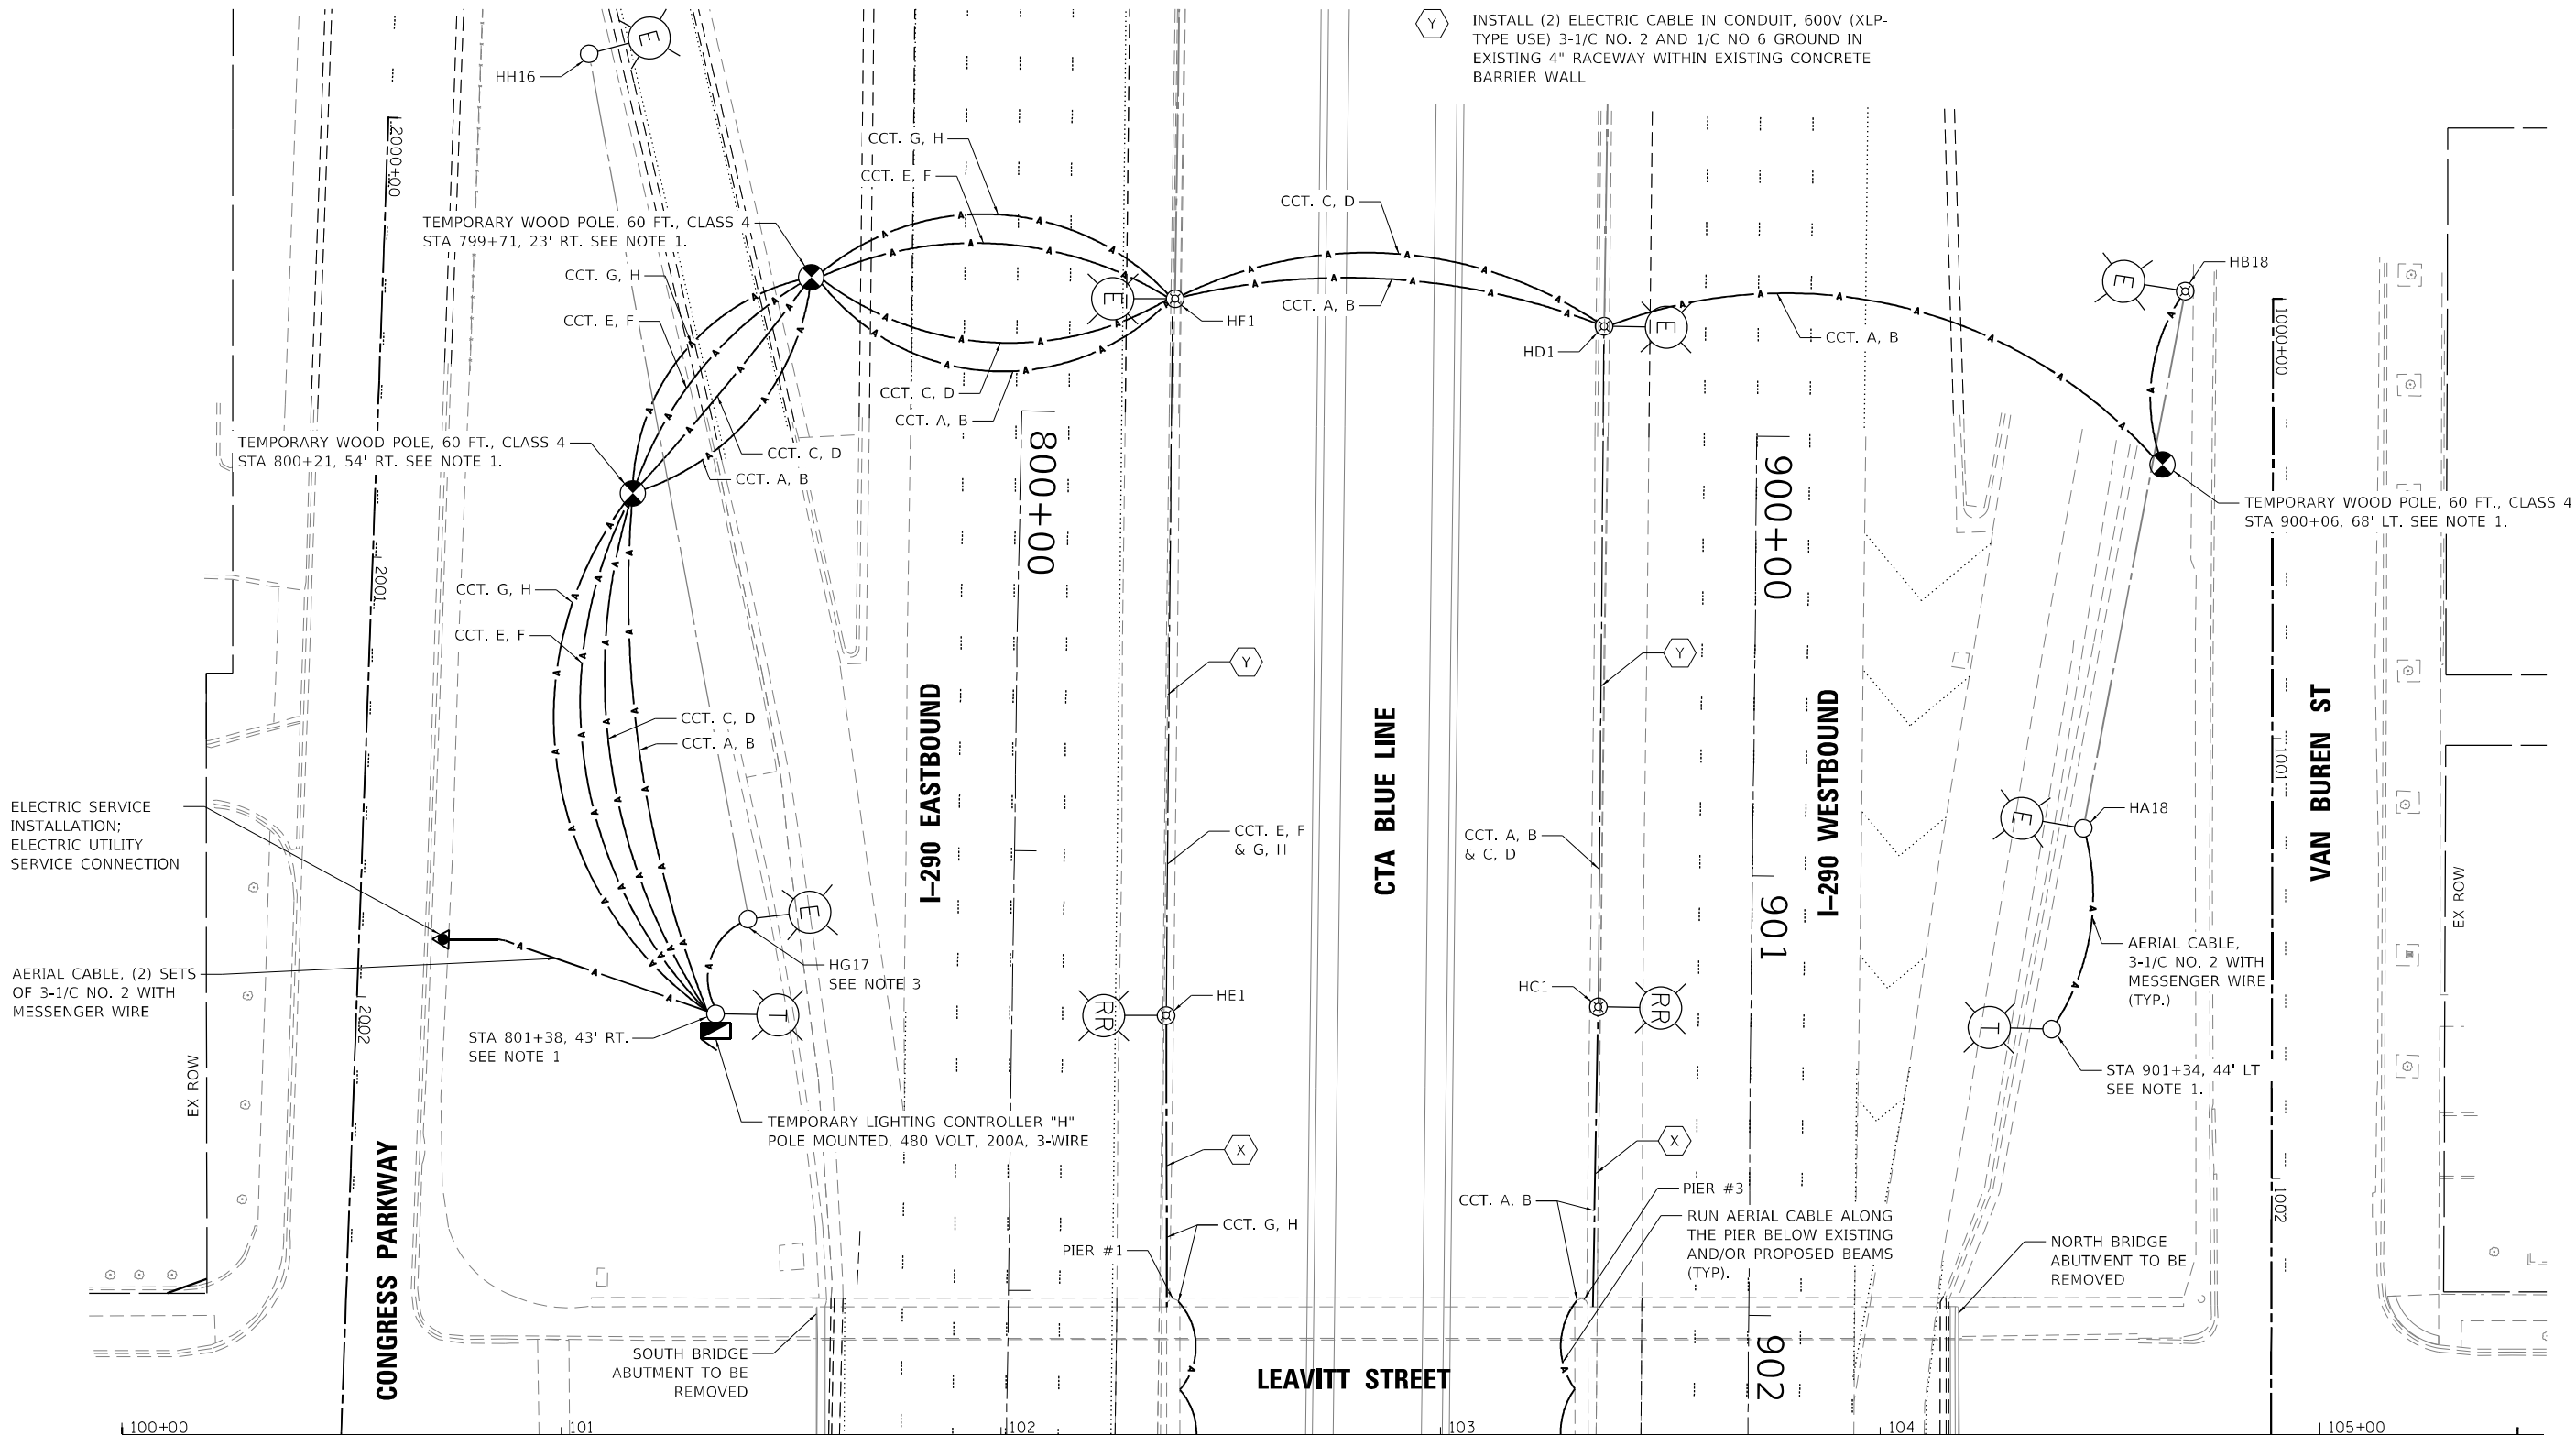 Y
INSTALL (2) ELECTRIC CABLE IN CONDUIT, 600V (XLP-
TYPE USE) 3-1/C NO. 2 AND 1/C NO 6 GROUND IN
EXISTING 4" RACEWAY WITHIN EXISTING CONCRETE
BARRIER WALL
E
HH16
2000+00
CCT. G, H
CCT. E, F
TEMPORARY WOOD POLE, 60 FT., CLASS 4
STA 799+71, 23' RT. SEE NOTE 1.
CCT. C, D
CCT. G, H
CCT. E, F
E
HF1
CCT. A, B
E
HB18
HD1
E
CCT. A, B
1000+00
CCT. C, D
CCT. A, B
TEMPORARY WOOD POLE, 60 FT., CLASS 4
STA 800+21, 54' RT. SEE NOTE 1.
CCT. C, D
CCT. A, B
800+00
900+00
TEMPORARY WOOD POLE, 60 FT., CLASS 4
STA 900+06, 68' LT. SEE NOTE 1.
2001
CCT. G, H
CCT. E, F
Y
Y
CCT. C, D
CCT. A, B
I-290 EASTBOUND
CTA BLUE LINE
I-290 WESTBOUND
VAN BUREN ST
1001
ELECTRIC SERVICE
INSTALLATION;
ELECTRIC UTILITY
SERVICE CONNECTION
CCT. E, F
& G, H
CCT. A, B
& C, D
E
HA18
901
EX ROW
E
HG17
SEE NOTE 3
AERIAL CABLE, (2) SETS
OF 3-1/C NO. 2 WITH
MESSENGER WIRE
AERIAL CABLE,
3-1/C NO. 2 WITH
MESSENGER WIRE
(TYP.)
2002
T
RR
HE1
HC1
RR
T
STA 801+38, 43' RT.
SEE NOTE 1
STA 901+34, 44' LT
SEE NOTE 1.
EX ROW
TEMPORARY LIGHTING CONTROLLER "H"
POLE MOUNTED, 480 VOLT, 200A, 3-WIRE
X
X
CONGRESS PARKWAY
CCT. A, B
PIER #3
RUN AERIAL CABLE ALONG
THE PIER BELOW EXISTING
AND/OR PROPOSED BEAMS
(TYP).
1002
CCT. G, H
PIER #1
NORTH BRIDGE
ABUTMENT TO BE
REMOVED
SOUTH BRIDGE
ABUTMENT TO BE
REMOVED
LEAVITT STREET
902
100+00
101
102
103
104
105+00